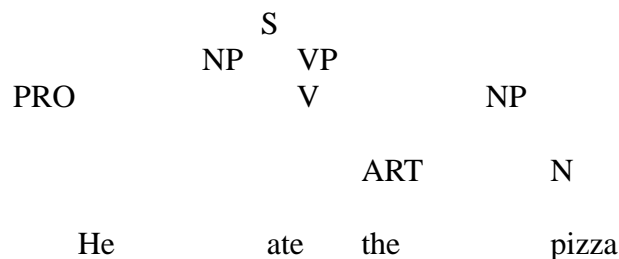 S
NP VP
PRO V NP
ART N
He ate the pizza